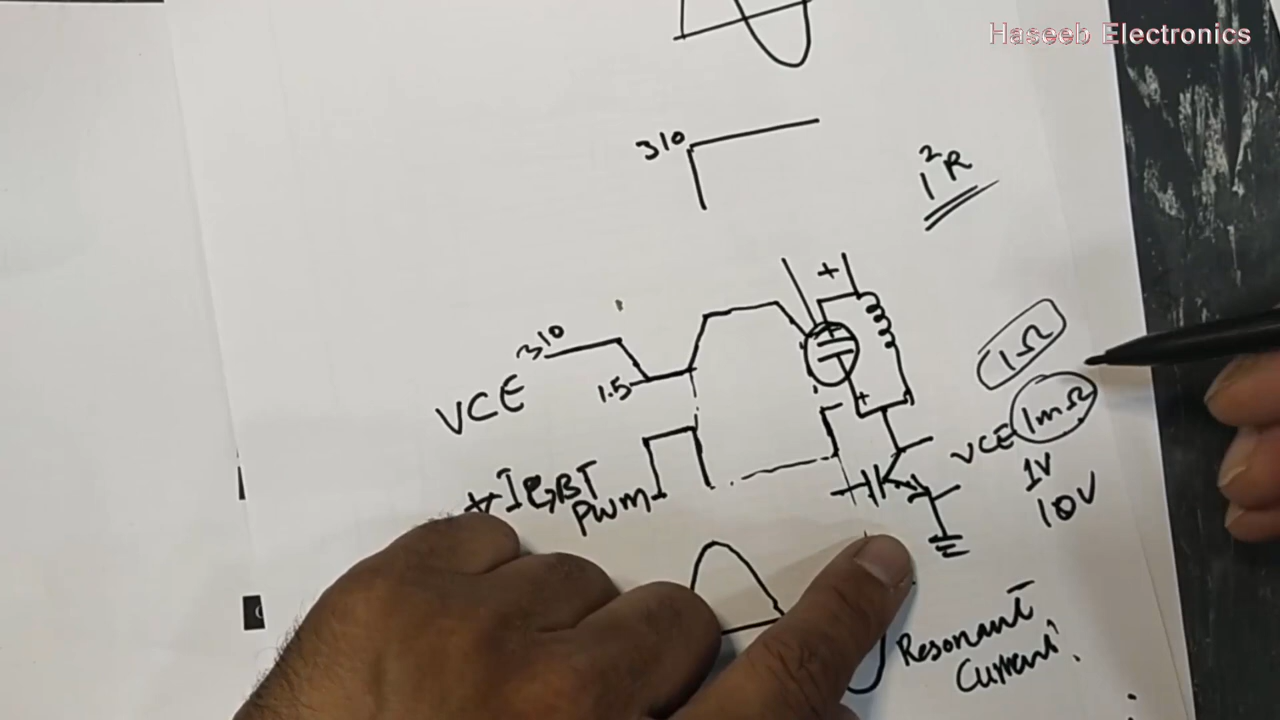 Haseeb Electronics
310
I²R
+
310
VCE
1.5
1Ω
1mΩ
VCE
1V
10V
+
IGBT
PWM
Resonant
Current